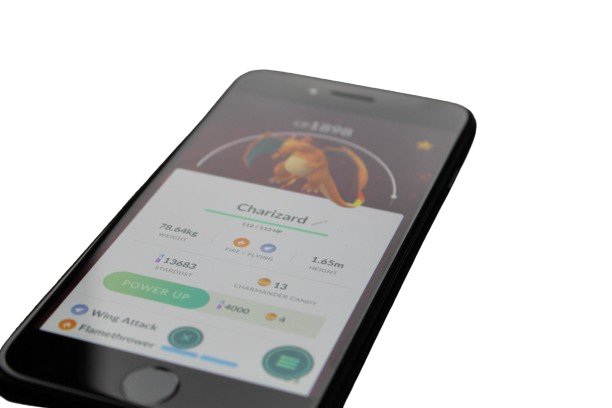 CP1898
Charizard
112 / 112 HP
78.64kg
WEIGHT
FIRE / FLYING
1.65m
HEIGHT
13683
STARDUST
13
CHARMANDER CANDY
POWER UP
4000
4
Wing Attack
Flamethrower